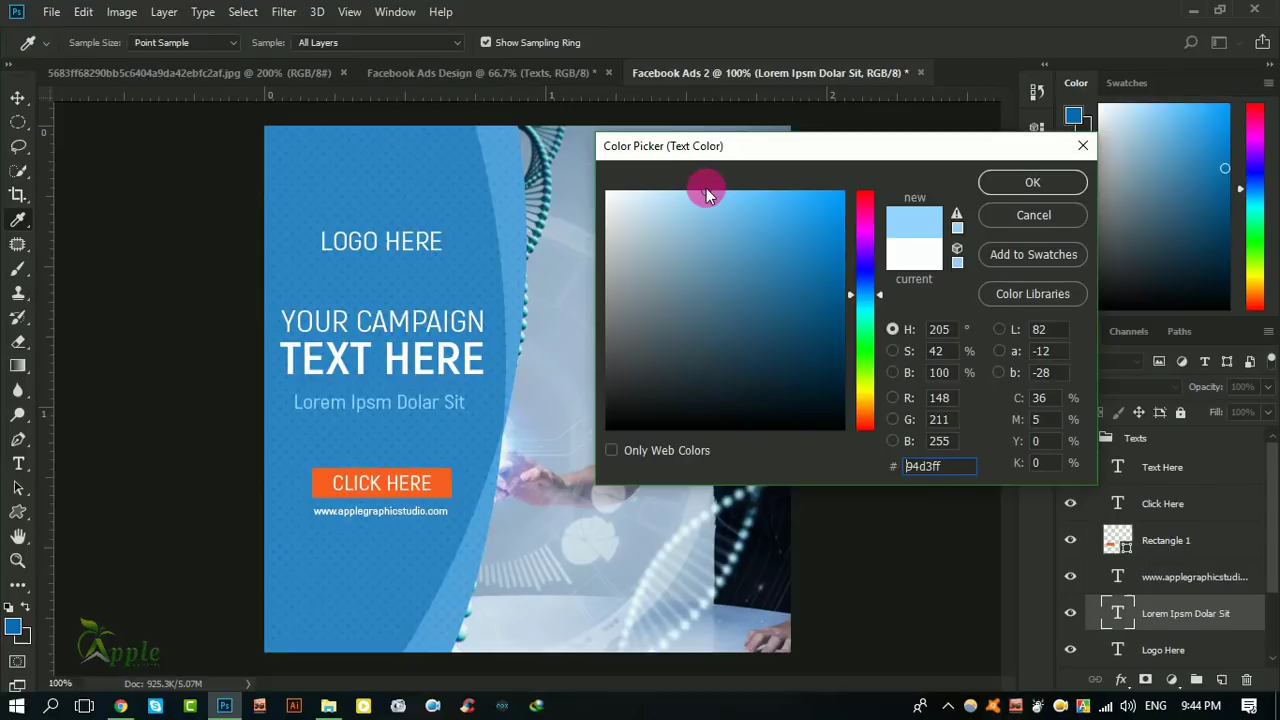 Ps File Edit Image Layer Type Select Filter 3D View Window Help
Sample Size: Point Sample Sample: All Layers Show Sampling Ring
5683ff68290bb5c6404a9da42ebfc2af.jpg @ 200% (RGB/8#) Facebook Ads Design @ 66.7% (Texts, RGB/8) * Facebook Ads 2 @ 100% (Lorem Ipsm Dolar Sit, RGB/8) *
Color Swatches
0 1 2
0
1
LOGO HERE
YOUR CAMPAIGN
TEXT HERE
Lorem Ipsm Dolar Sit
CLICK HERE
www.applegraphicstudio.com
Apple
Color Picker (Text Color)
new
current
OK
Cancel
Add to Swatches
Color Libraries
H: 205 ° L: 82
S: 42 % a: -12
B: 100 % b: -28
R: 148 C: 36 %
G: 211 M: 5 %
B: 255 Y: 0 %
# 94d3ff K: 0 %
Only Web Colors
Channels Paths
Opacity: 100%
Fill: 100%
Texts
Text Here
Click Here
Rectangle 1
www.applegraphicstudi...
Lorem Ipsm Dolar Sit
Logo Here
100% Doc: 925.3K/5.07M
ENG 9:44 PM